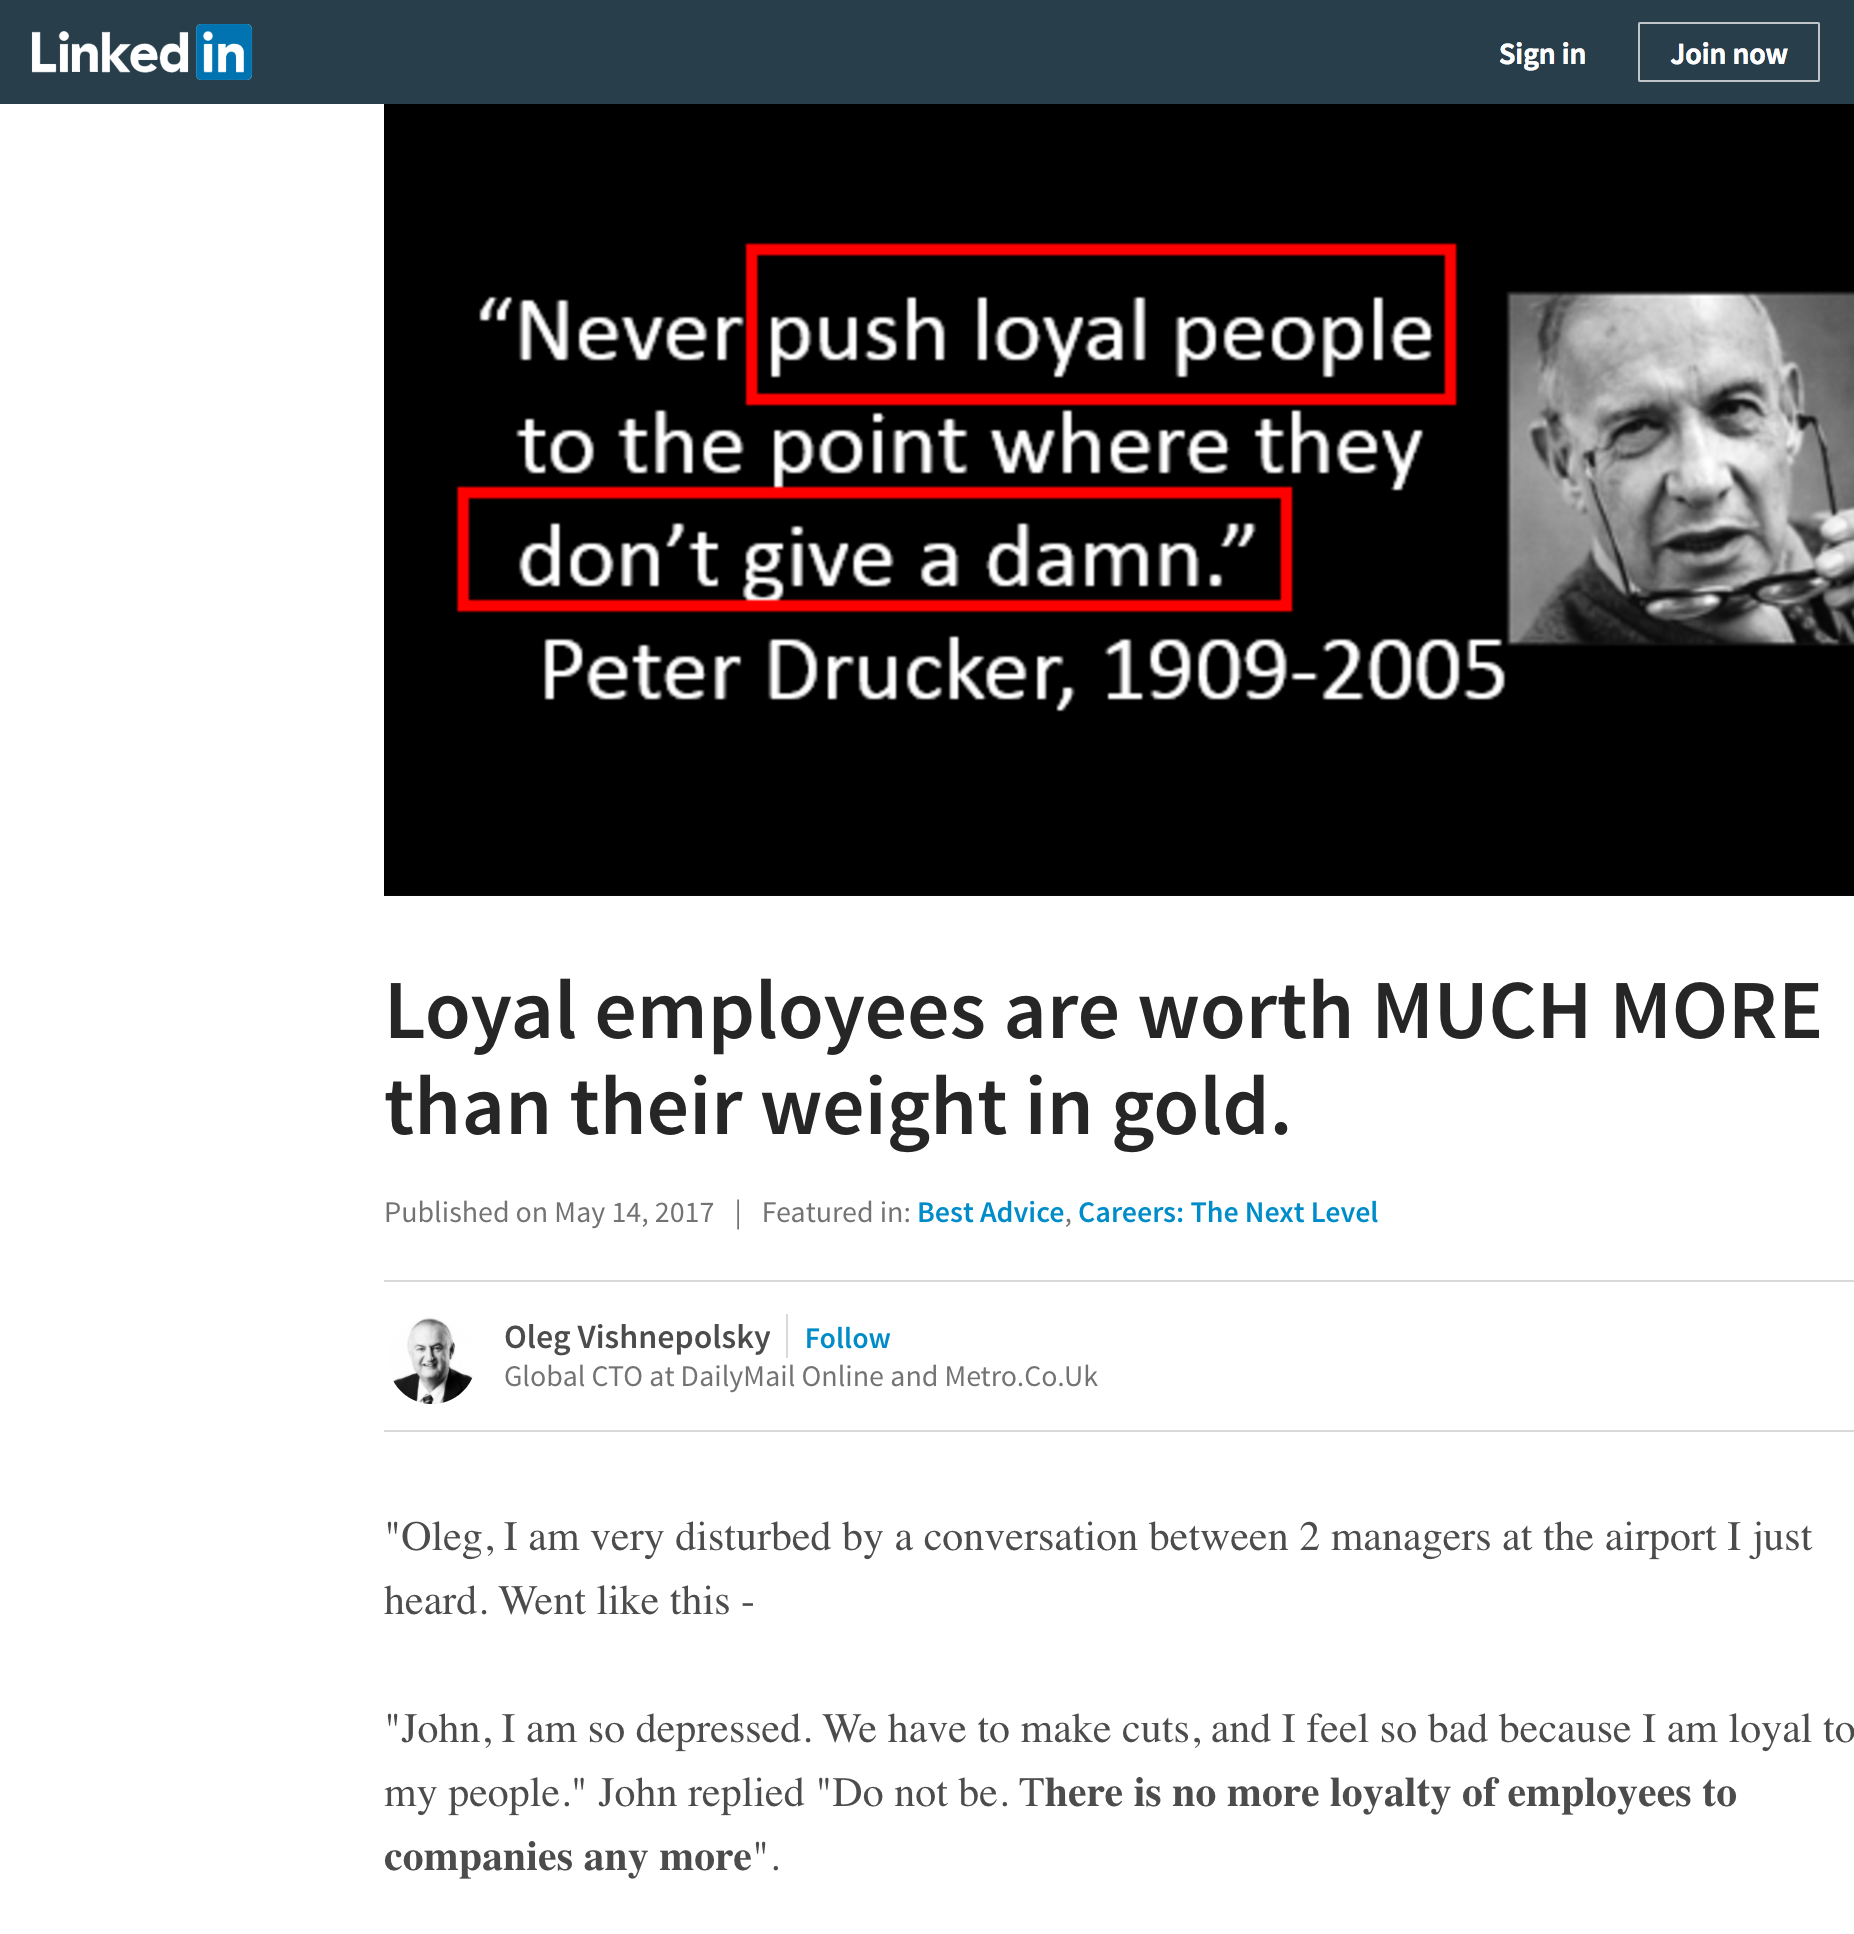 Linked in
Sign in
Join now
“Never push loyal people
to the point where they
don’t give a damn.”
Peter Drucker, 1909-2005
Loyal employees are worth MUCH MORE
than their weight in gold.
Published on May 14, 2017 | Featured in: Best Advice, Careers: The Next Level
Oleg Vishnepolsky | Follow
Global CTO at DailyMail Online and Metro.Co.Uk
"Oleg, I am very disturbed by a conversation between 2 managers at the airport I just
heard. Went like this -
"John, I am so depressed. We have to make cuts, and I feel so bad because I am loyal to
my people." John replied "Do not be. There is no more loyalty of employees to
companies any more".